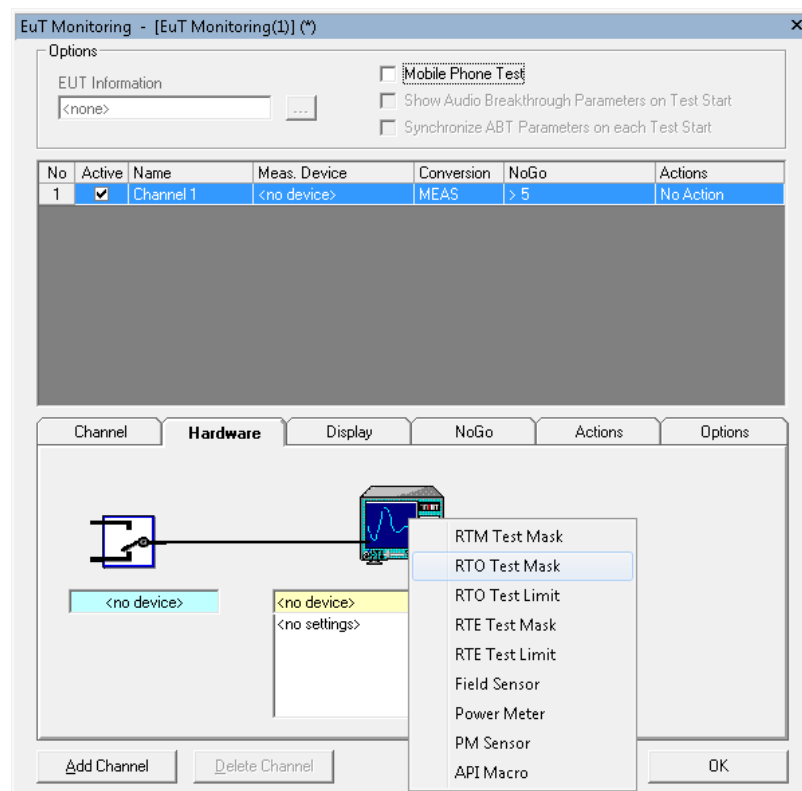 EuT Monitoring - [EuT Monitoring(1)] (*)
Options
EUT Information
<none>
...
Mobile Phone Test
Show Audio Breakthrough Parameters on Test Start
Synchronize ABT Parameters on each Test Start
No Active Name Meas. Device Conversion NoGo Actions
1 Channel 1 <no device> MEAS > 5 No Action
Channel Hardware Display NoGo Actions Options
<no device>
<no device>
<no settings>
RTM Test Mask
RTO Test Mask
RTO Test Limit
RTE Test Mask
RTE Test Limit
Field Sensor
Power Meter
PM Sensor
API Macro
Add Channel Delete Channel OK